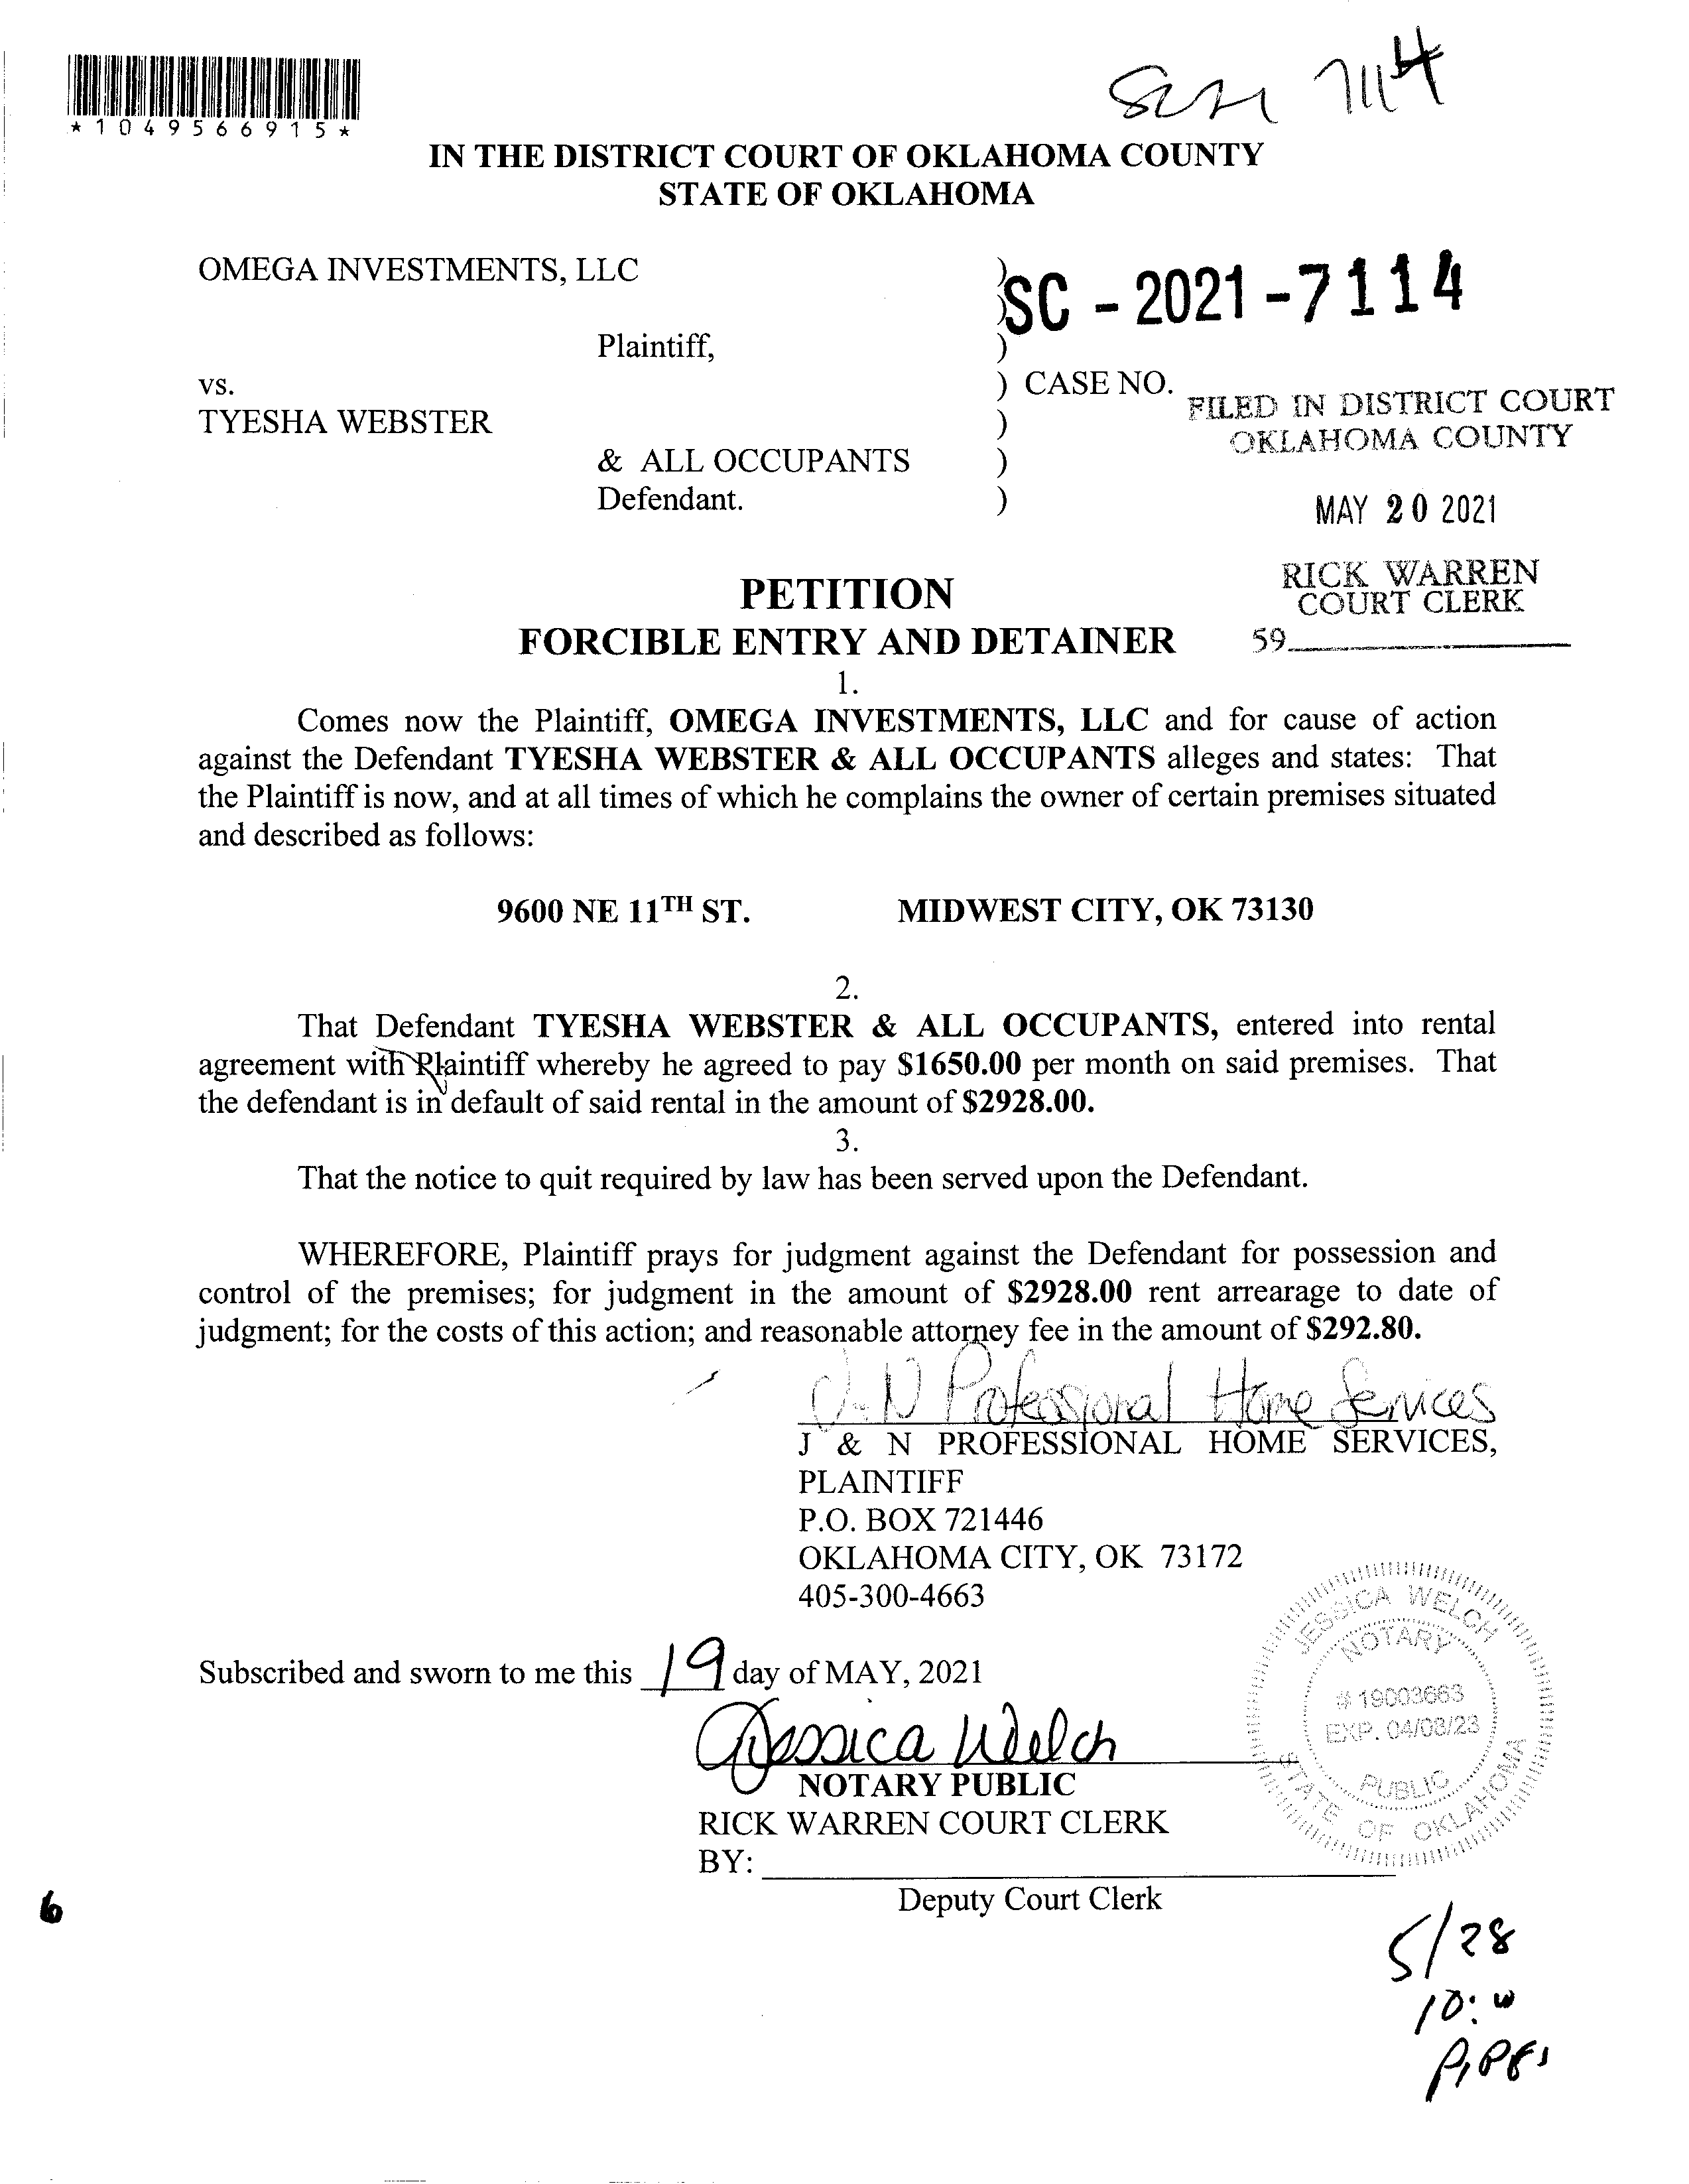 *1049566915*
7114
IN THE DISTRICT COURT OF OKLAHOMA COUNTY
STATE OF OKLAHOMA
OMEGA INVESTMENTS, LLC )
) SC - 2021 - 7114
Plaintiff, )
vs. ) CASE NO.
TYESHA WEBSTER )
& ALL OCCUPANTS )
Defendant. )
FILED IN DISTRICT COURT
OKLAHOMA COUNTY
MAY 20 2021
RICK WARREN
COURT CLERK
59
PETITION
FORCIBLE ENTRY AND DETAINER
1.
Comes now the Plaintiff, OMEGA INVESTMENTS, LLC and for cause of action
against the Defendant TYESHA WEBSTER & ALL OCCUPANTS alleges and states: That
the Plaintiff is now, and at all times of which he complains the owner of certain premises situated
and described as follows:
9600 NE 11TH ST. MIDWEST CITY, OK 73130
2.
That Defendant TYESHA WEBSTER & ALL OCCUPANTS, entered into rental
agreement with Plaintiff whereby he agreed to pay $1650.00 per month on said premises. That
the defendant is in default of said rental in the amount of $2928.00.
3.
That the notice to quit required by law has been served upon the Defendant.
WHEREFORE, Plaintiff prays for judgment against the Defendant for possession and
control of the premises; for judgment in the amount of $2928.00 rent arrearage to date of
judgment; for the costs of this action; and reasonable attorney fee in the amount of $292.80.
J-N Professional Home Services
J & N PROFESSIONAL HOME SERVICES,
PLAINTIFF
P.O. BOX 721446
OKLAHOMA CITY, OK 73172
405-300-4663
Subscribed and sworn to me this 19 day of MAY, 2021
Jessica Welch
NOTARY PUBLIC
RICK WARREN COURT CLERK
BY:
Deputy Court Clerk
JESSICA WELCH
NOTARY
# 19003663
EXP. 04/08/23
PUBLIC
STATE OF OKLAHOMA
6
5/28
10: